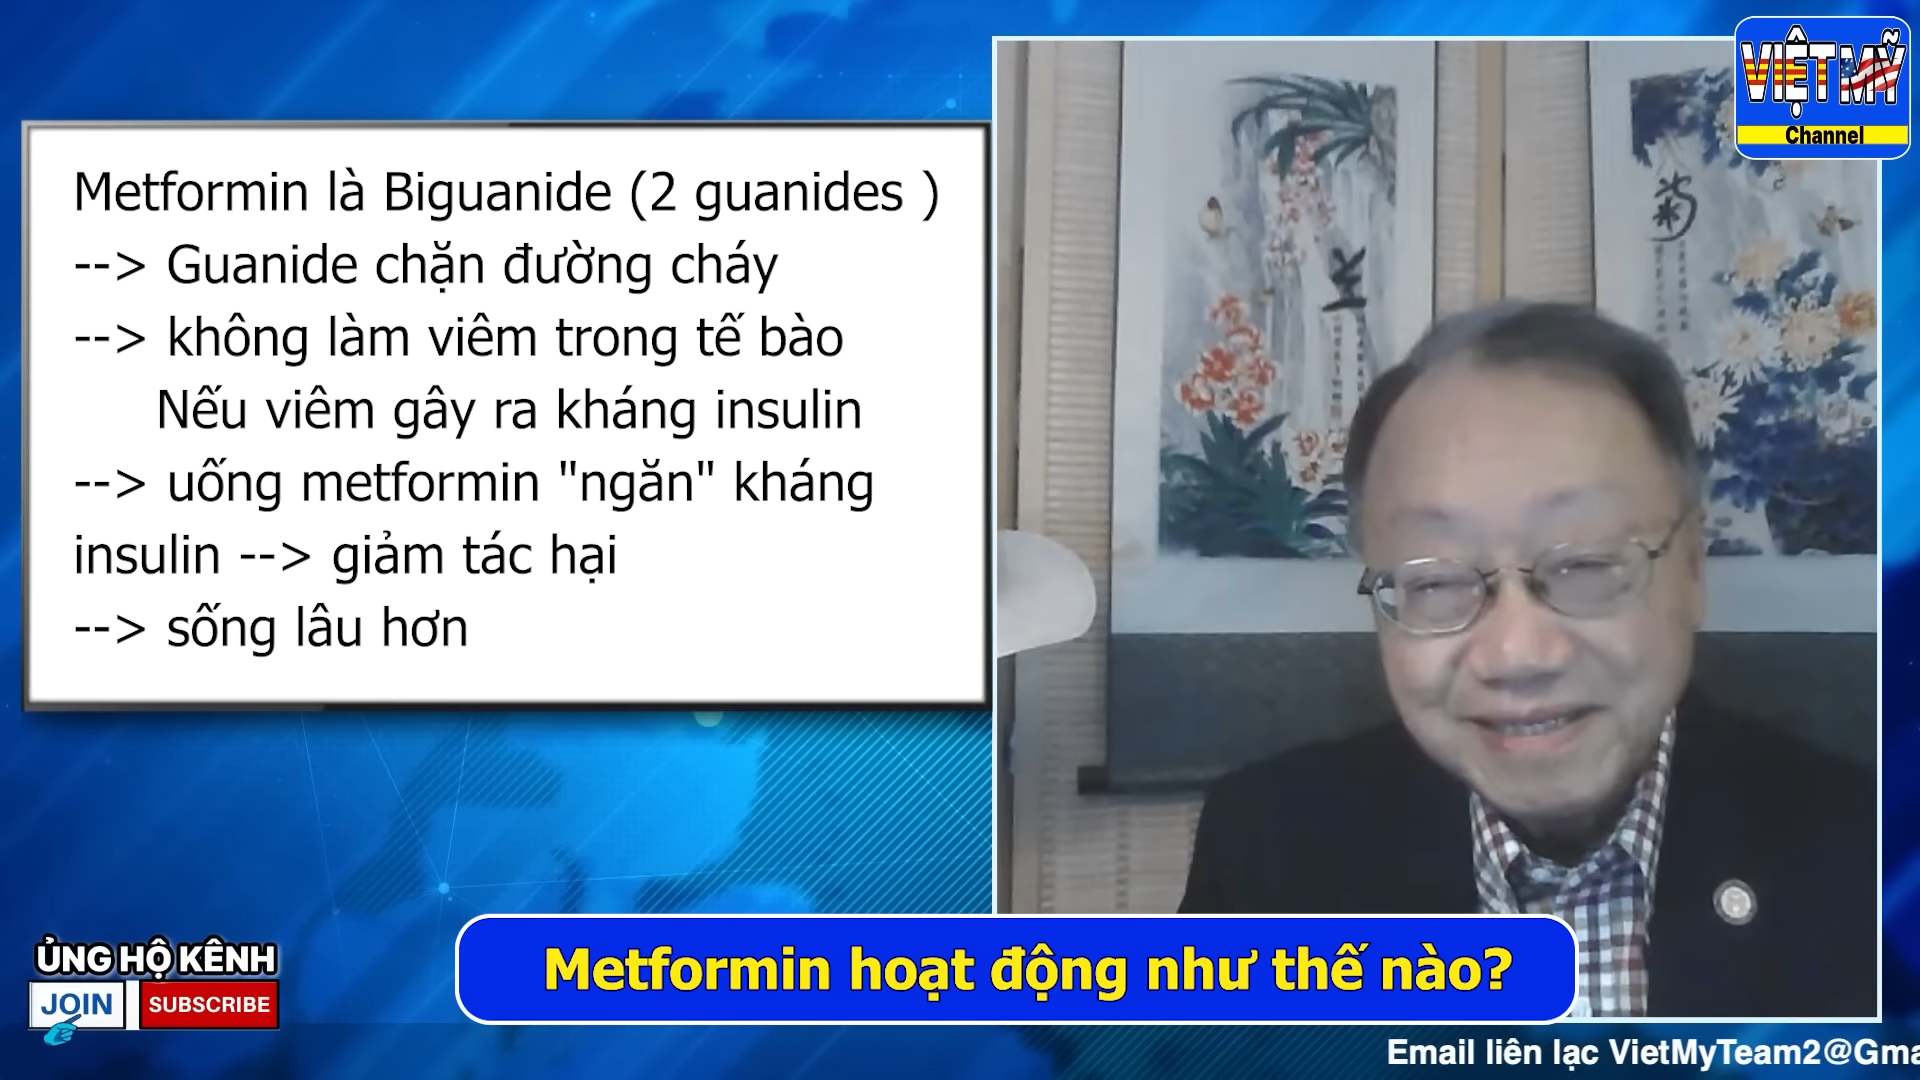 VIỆT MỸ
Channel
Metformin là Biguanide (2 guanides )
--> Guanide chặn đường cháy
--> không làm viêm trong tế bào
Nếu viêm gây ra kháng insulin
--> uống metformin "ngăn" kháng
insulin --> giảm tác hại
--> sống lâu hơn
蘭
菊
ỦNG HỘ KÊNH
JOIN
SUBSCRIBE
Metformin hoạt động như thế nào?
Email liên lạc VietMyTeam2@Gma